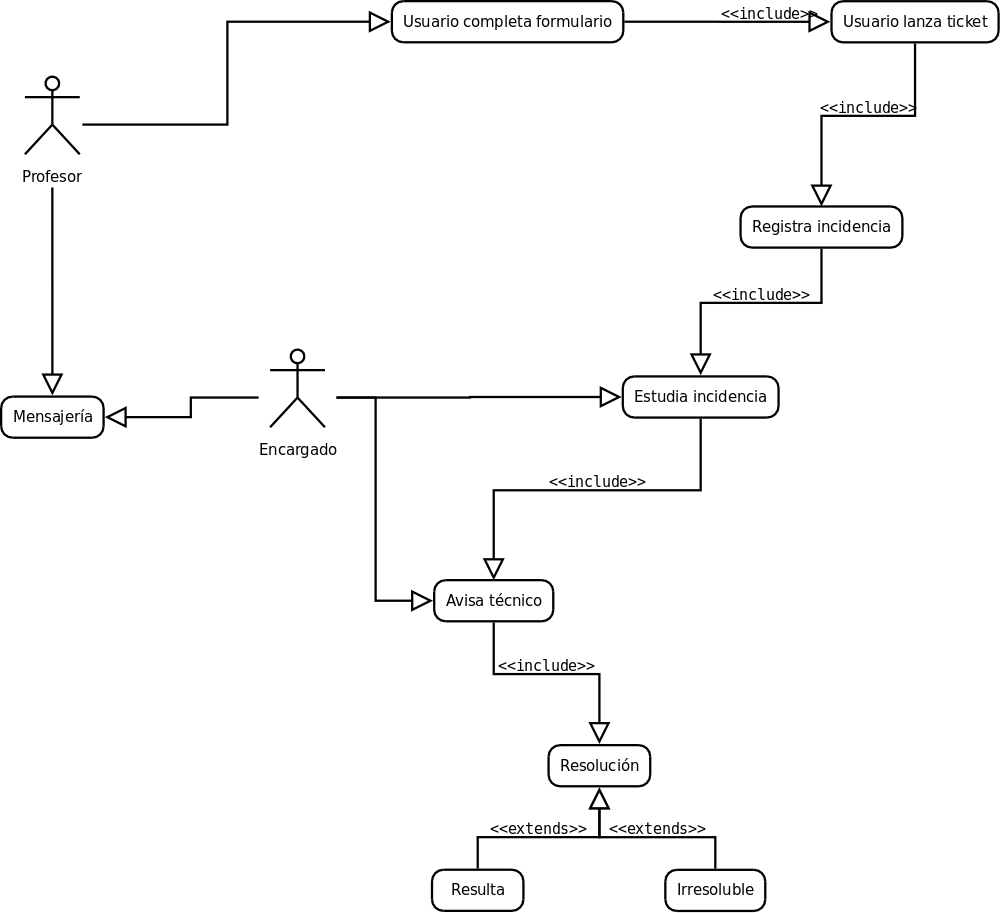 Usuario completa formulario
<<include>>
Usuario lanza ticket
<<include>>
Profesor
Registra incidencia
<<include>>
Mensajería
Encargado
Estudia incidencia
<<include>>
Avisa técnico
<<include>>
Resolución
<<extends>>
<<extends>>
Resulta
Irresoluble